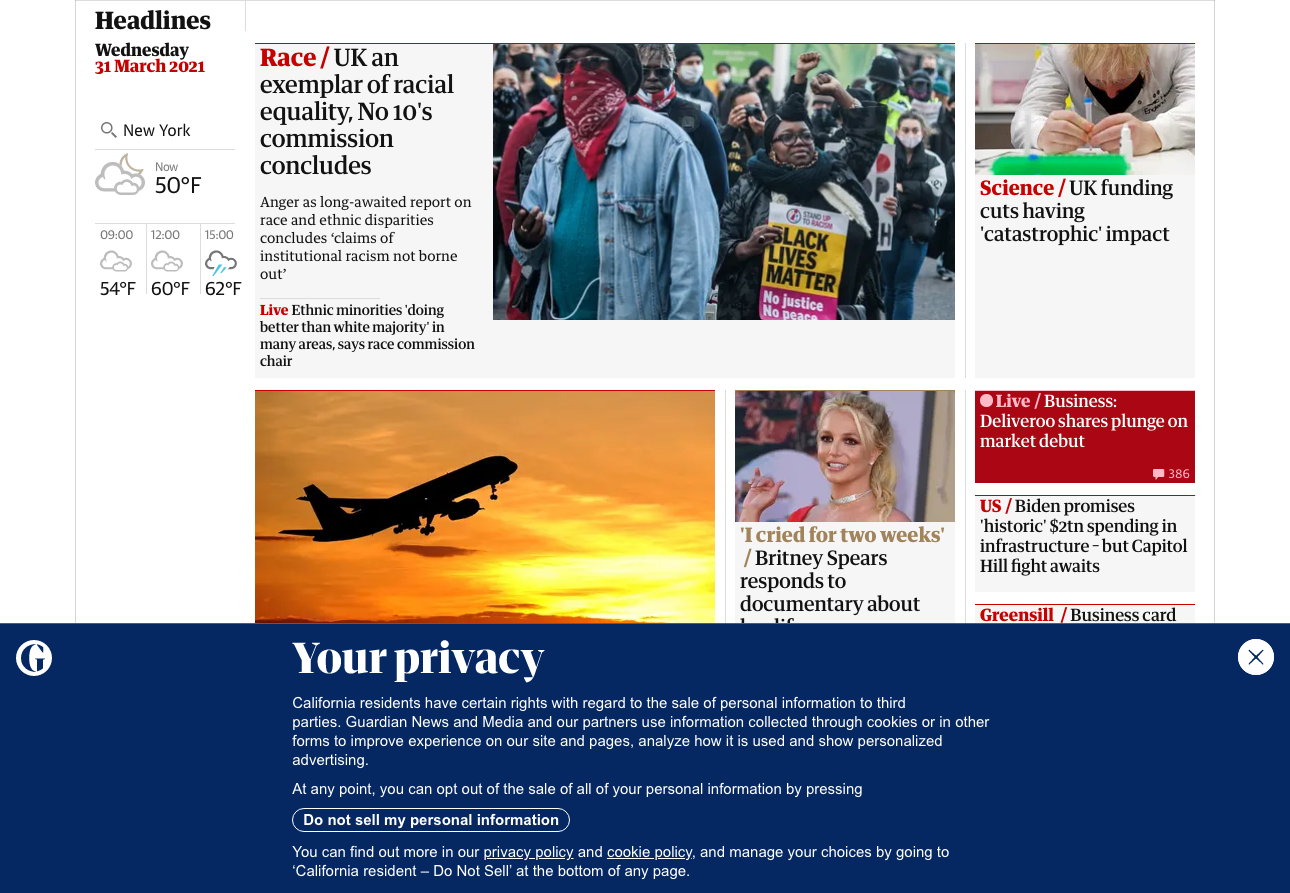 Headlines
Wednesday
31 March 2021
New York
Now
50°F
09:00
12:00
15:00
54°F
60°F
62°F
Race / UK an
exemplar of racial
equality, No 10's
commission
concludes
Anger as long-awaited report on
race and ethnic disparities
concludes ‘claims of
institutional racism not borne
out’
Live Ethnic minorities 'doing
better than white majority' in
many areas, says race commission
chair
STAND UP
TO RACISM
BLACK
LIVES
MATTER
No justice
No peace
England
Science / UK funding
cuts having
'catastrophic' impact
'I cried for two weeks'
/ Britney Spears
responds to
documentary about
Live / Business:
Deliveroo shares plunge on
market debut
386
US / Biden promises
'historic' $2tn spending in
infrastructure – but Capitol
Hill fight awaits
Greensill / Business card
G
Your privacy
California residents have certain rights with regard to the sale of personal information to third
parties. Guardian News and Media and our partners use information collected through cookies or in other
forms to improve experience on our site and pages, analyze how it is used and show personalized
advertising.
At any point, you can opt out of the sale of all of your personal information by pressing
Do not sell my personal information
You can find out more in our privacy policy and cookie policy, and manage your choices by going to
‘California resident – Do Not Sell’ at the bottom of any page.